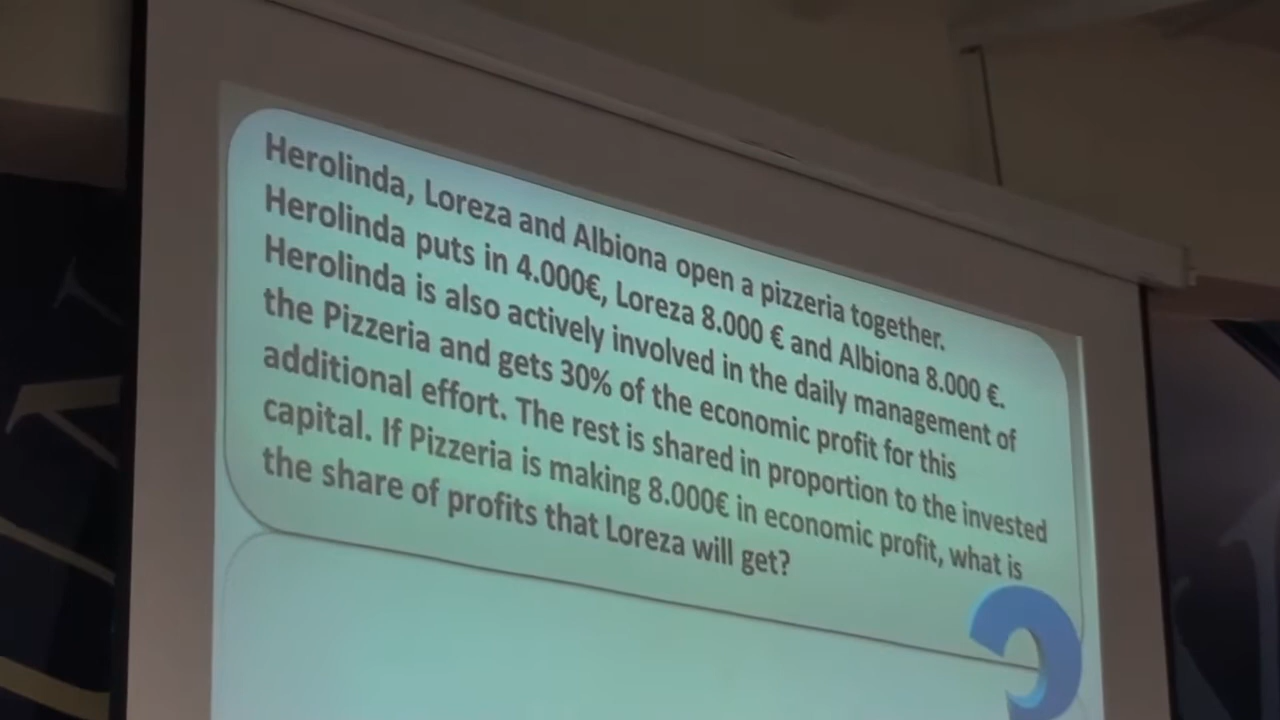 Herolinda, Loreza and Albiona open a pizzeria together.
Herolinda puts in 4.000€, Loreza 8.000 € and Albiona 8.000 €.
Herolinda is also actively involved in the daily management of
the Pizzeria and gets 30% of the economic profit for this
additional effort. The rest is shared in proportion to the invested
capital. If Pizzeria is making 8.000€ in economic profit, what is
the share of profits that Loreza will get?